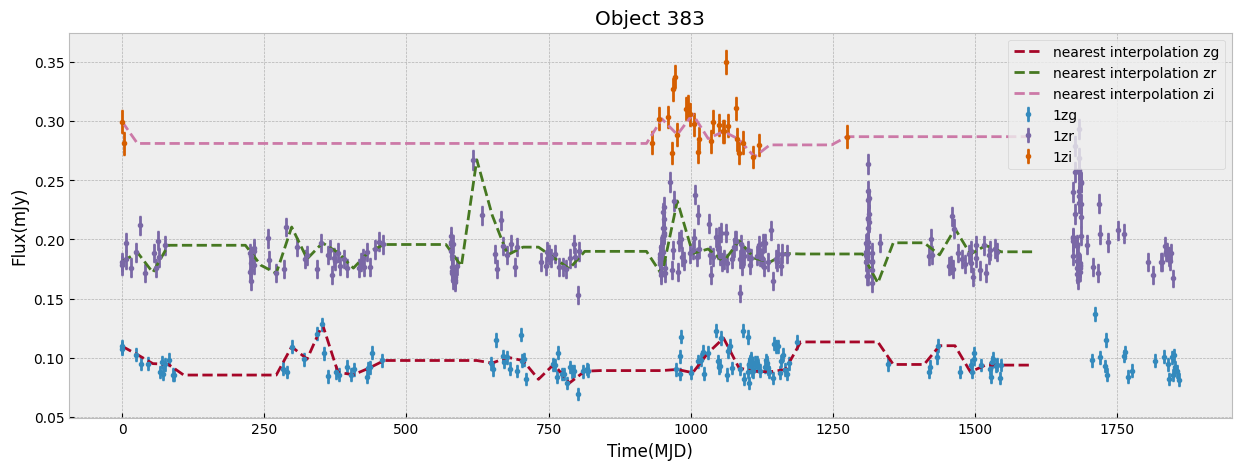 Object 383
Flux(mJy)
0.35
0.30
0.25
0.20
0.15
0.10
0.05
nearest interpolation zg
nearest interpolation zr
nearest interpolation zi
1zg
1zr
1zi
0
250
500
750
1000
1250
1500
1750
Time(MJD)